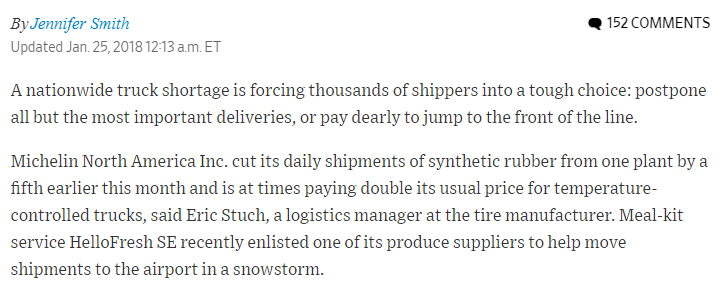 By Jennifer Smith
152 COMMENTS
Updated Jan. 25, 2018 12:13 a.m. ET
A nationwide truck shortage is forcing thousands of shippers into a tough choice: postpone
all but the most important deliveries, or pay dearly to jump to the front of the line.
Michelin North America Inc. cut its daily shipments of synthetic rubber from one plant by a
fifth earlier this month and is at times paying double its usual price for temperature-
controlled trucks, said Eric Stuch, a logistics manager at the tire manufacturer. Meal-kit
service HelloFresh SE recently enlisted one of its produce suppliers to help move
shipments to the airport in a snowstorm.